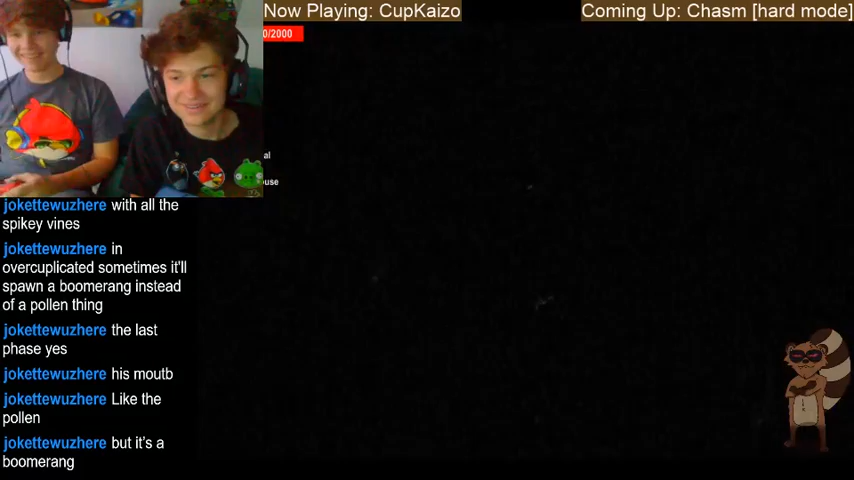 Now Playing: CupKaizo
Coming Up: Chasm [hard mode]
0/2000
al
ouse
jokettewuzhere with all the
spikey vines
jokettewuzhere in
overcuplicated sometimes it'll
spawn a boomerang instead
of a pollen thing
jokettewuzhere the last
phase yes
jokettewuzhere his moutb
jokettewuzhere Like the
pollen
jokettewuzhere but it's a
boomerang